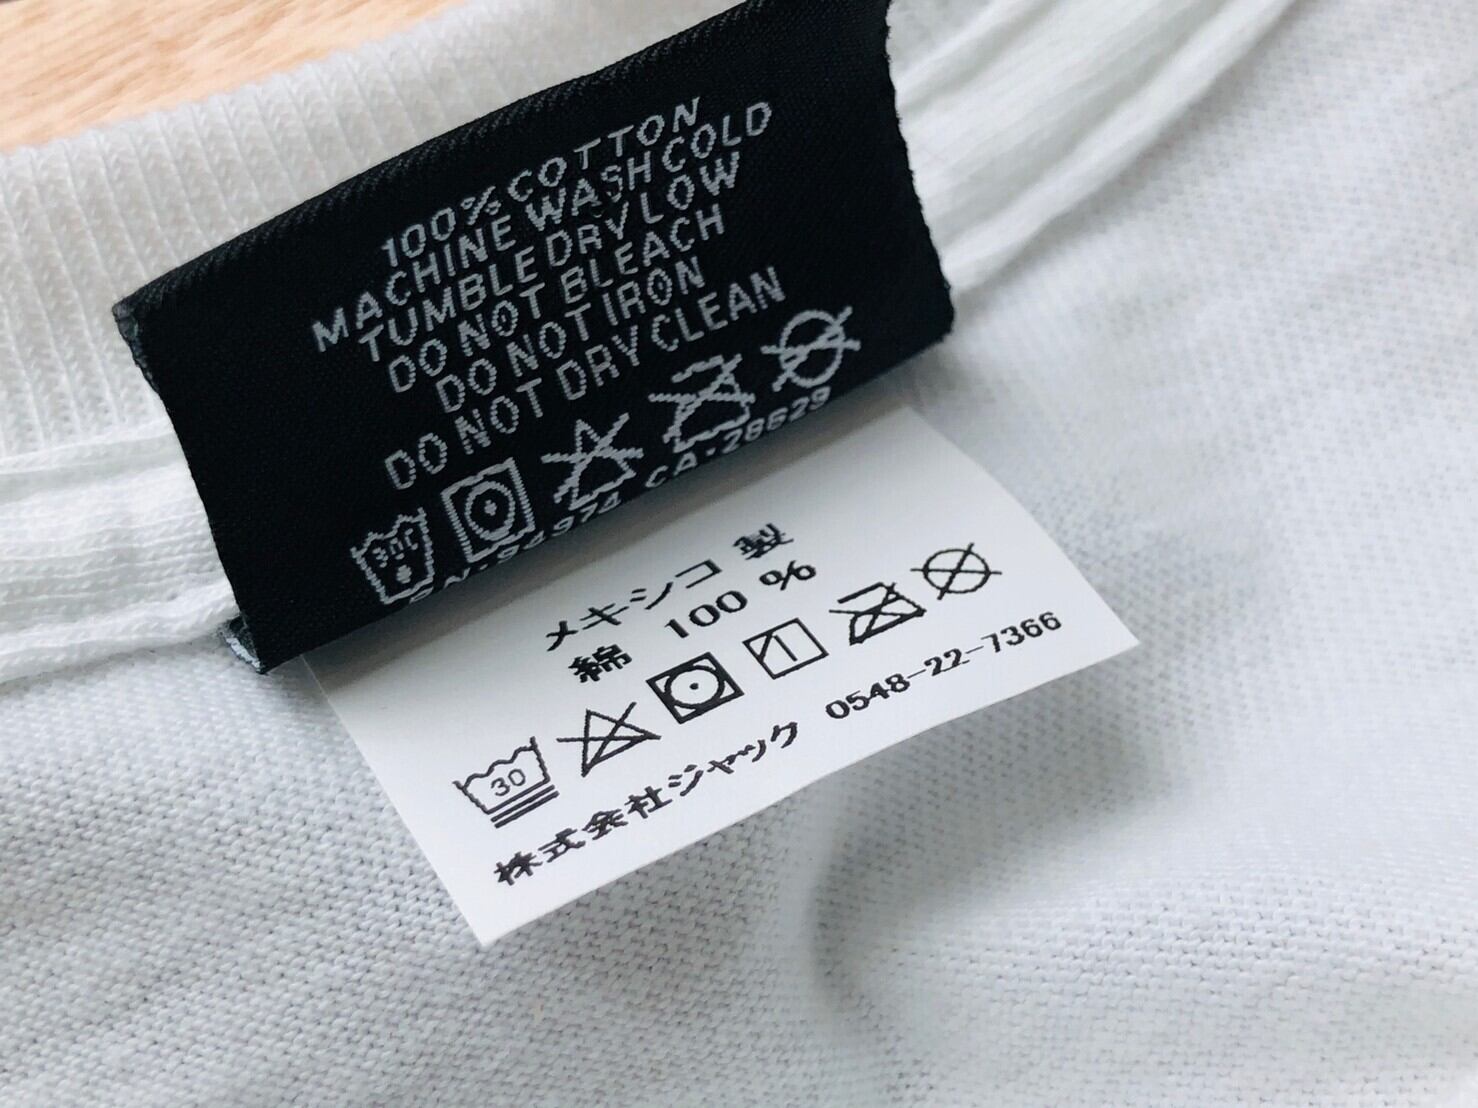 100% COTTON
MACHINE WASH COLD
TUMBLE DRY LOW
DO NOT BLEACH
DO NOT IRON
DO NOT DRY CLEAN
30C
CA·28629
メキシコ 製
綿 100 %
30
株式会社ジャック 0548-22-7366